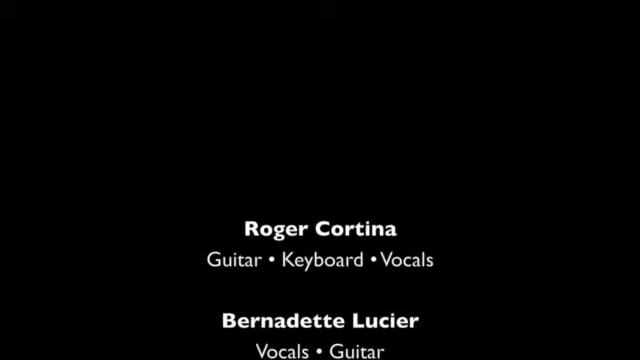 Roger Cortina
Guitar • Keyboard • Vocals
Bernadette Lucier
Vocals • Guitar